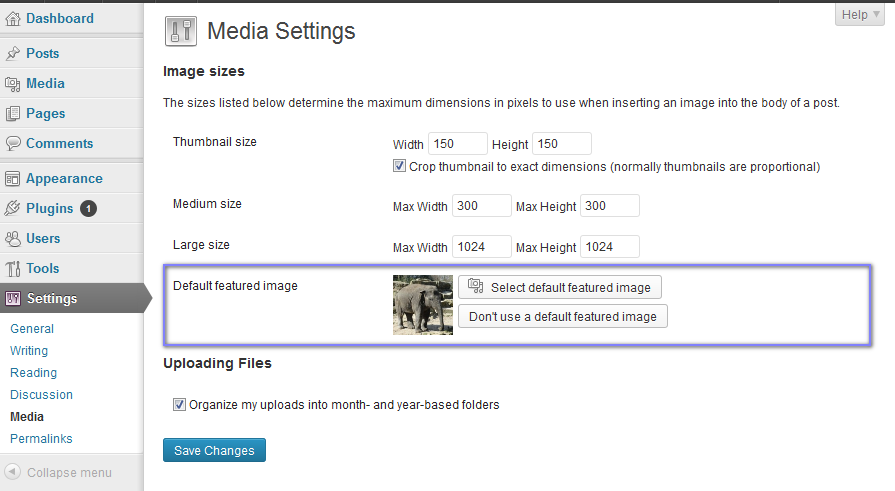 Dashboard
Posts
Media
Pages
Comments
Appearance
Plugins 1
Users
Tools
Settings
General
Writing
Reading
Discussion
Media
Permalinks
Collapse menu
Help
Media Settings
Image sizes
The sizes listed below determine the maximum dimensions in pixels to use when inserting an image into the body of a post.
Thumbnail size Width 150 Height 150
Crop thumbnail to exact dimensions (normally thumbnails are proportional)
Medium size Max Width 300 Max Height 300
Large size Max Width 1024 Max Height 1024
Default featured image Select default featured image
Don't use a default featured image
Uploading Files
Organize my uploads into month- and year-based folders
Save Changes